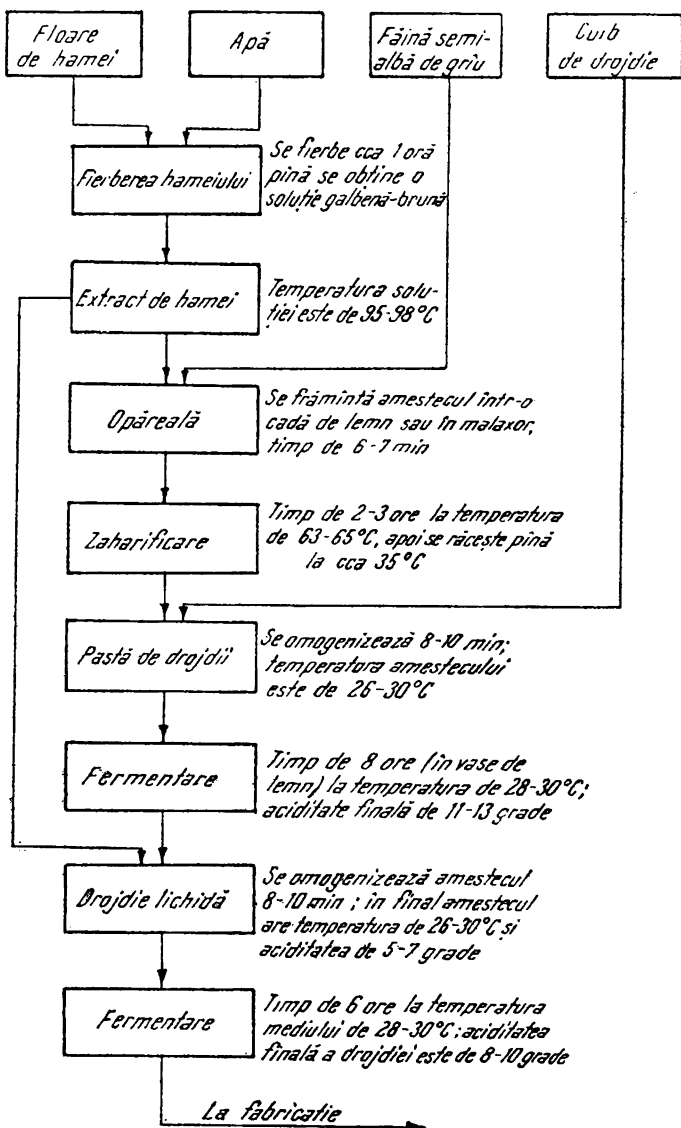 Floare
de hamei
Apă
Făină semi-
albă de grîu
Cuib
de drojdie
Fierberea hameiului
Se fierbe cca 1 oră
pînă se obține o
soluție galbenă-brună
Extract de hamei
Temperatura solu-
ției este de 95-98°C
Opăreală
Se frămîntă amestecul într-o
cadă de lemn sau în malaxor,
timp de 6-7 min
Zaharificare
Timp de 2-3 ore la temperatura
de 63-65°C, apoi se răcește pînă
la cca 35°C
Pastă de drojdii
Se omogenizează 8-10 min;
temperatura amestecului
este de 26-30°C
Fermentare
Timp de 8 ore (în vase de
lemn) la temperatura de 28-30°C;
aciditate finală de 11-13 grade
Drojdie lichidă
Se omogenizează amestecul
8-10 min; în final amestecul
are temperatura de 26-30°C și
aciditatea de 5-7 grade
Fermentare
Timp de 6 ore la temperatura
mediului de 28-30°C; aciditatea
finală a drojdiei este de 8-10 grade
La fabricație